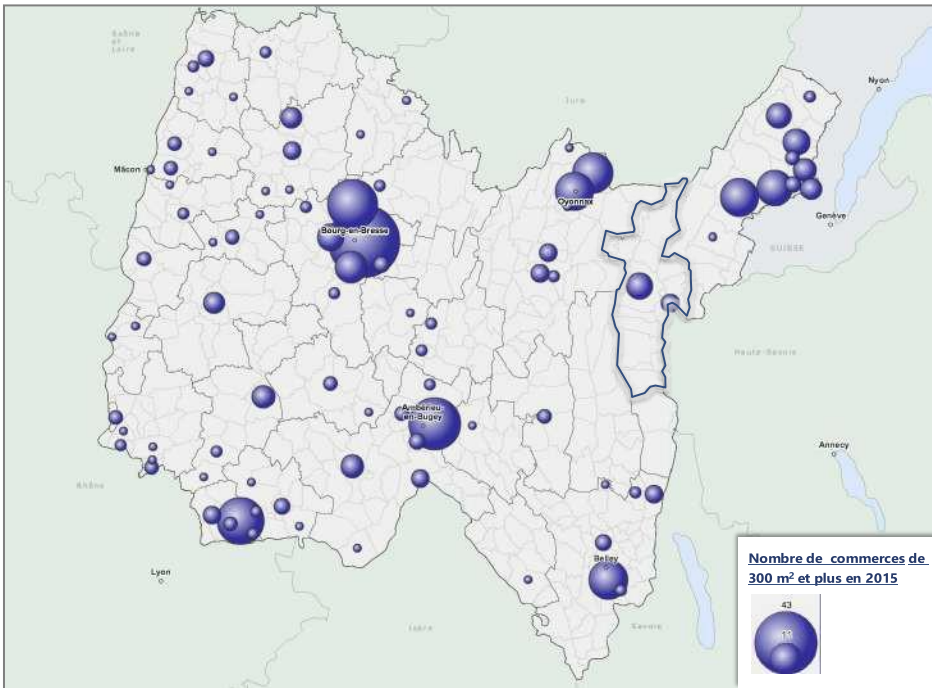 Saône
et
Loire
Nyon
Jura
Mâcon
Oyonnax
Genève
Bourg-en-Bresse
SUISSE
Haute-Savoie
Ambérieu-
en-Bugey
Annecy
Rhône
Nombre de commerces de
300 m² et plus en 2015
Belley
Lyon
43
11
Isère
Savoie